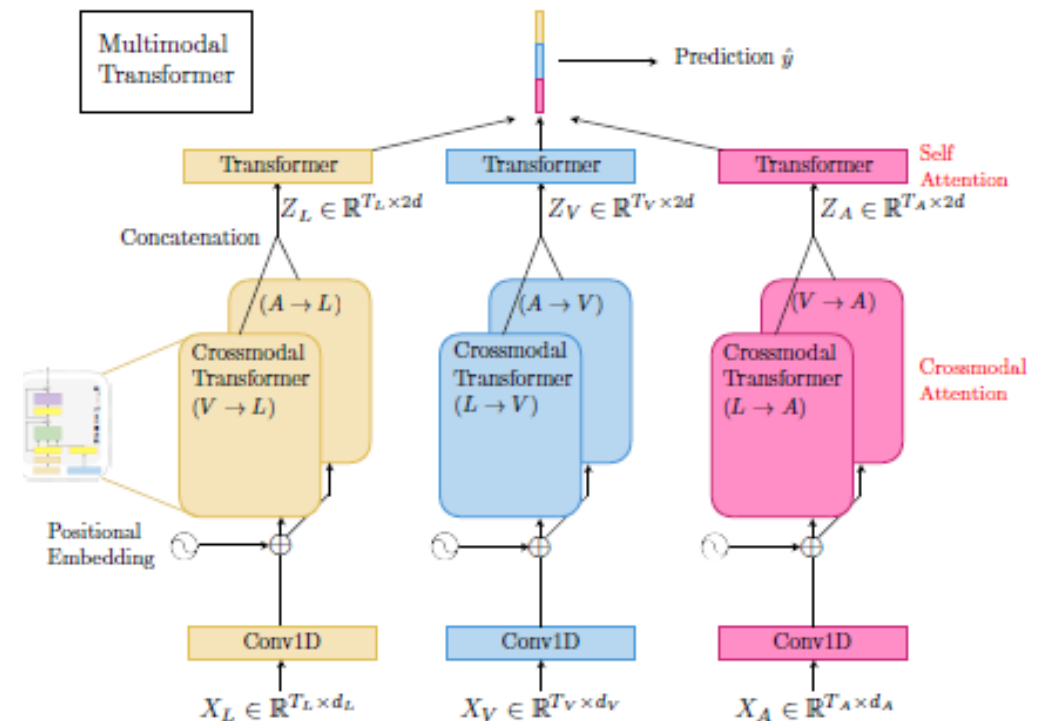 Multimodal
Transformer
Prediction ŷ
Transformer
Transformer
Transformer
Self
Attention
Z_L ∈ ℝ^{T_L×2d}
Z_V ∈ ℝ^{T_V×2d}
Z_A ∈ ℝ^{T_A×2d}
Concatenation
(A → L)
(A → V)
(V → A)
Crossmodal
Transformer
(V → L)
Crossmodal
Transformer
(L → V)
Crossmodal
Transformer
(L → A)
Crossmodal
Attention
Positional
Embedding
Conv1D
Conv1D
Conv1D
X_L ∈ ℝ^{T_L×d_L}
X_V ∈ ℝ^{T_V×d_V}
X_A ∈ ℝ^{T_A×d_A}